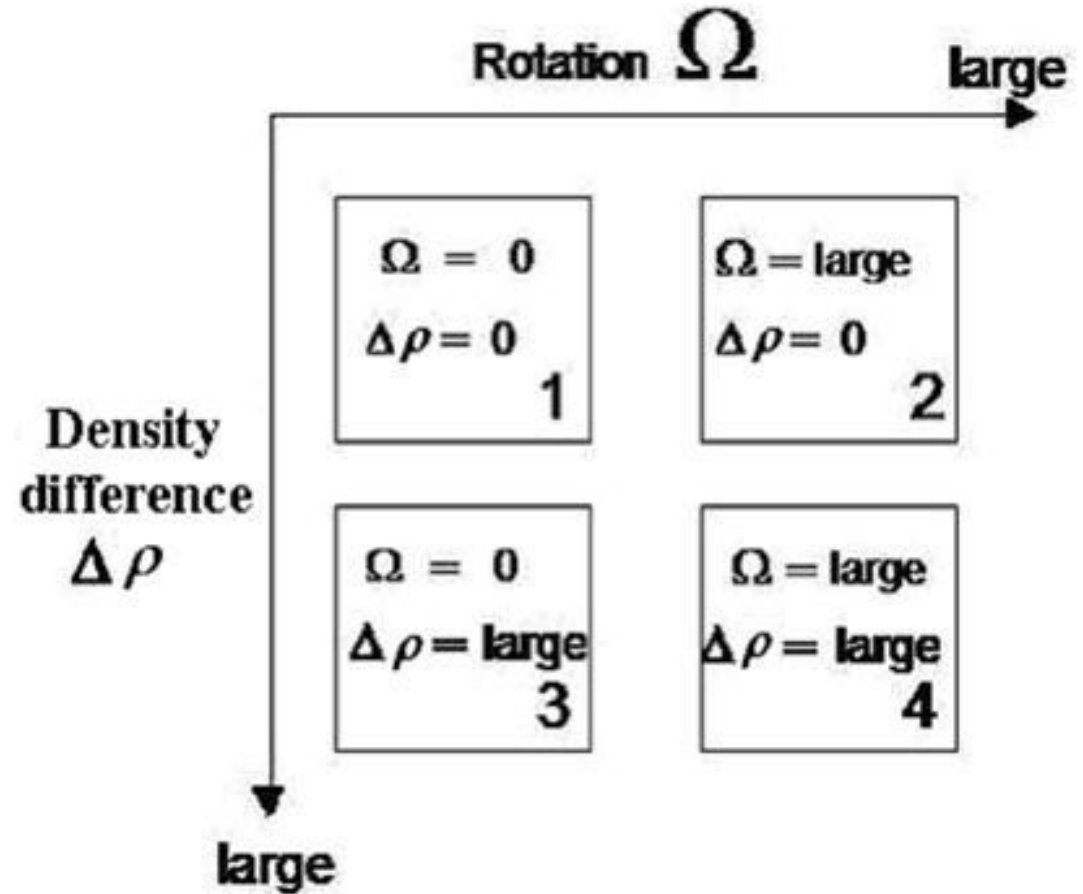 Rotation Ω large
Ω = 0
Δρ = 0
1
Ω = large
Δρ = 0
2
Density
difference
Δρ
Ω = 0
Δρ = large
3
Ω = large
Δρ = large
4
large